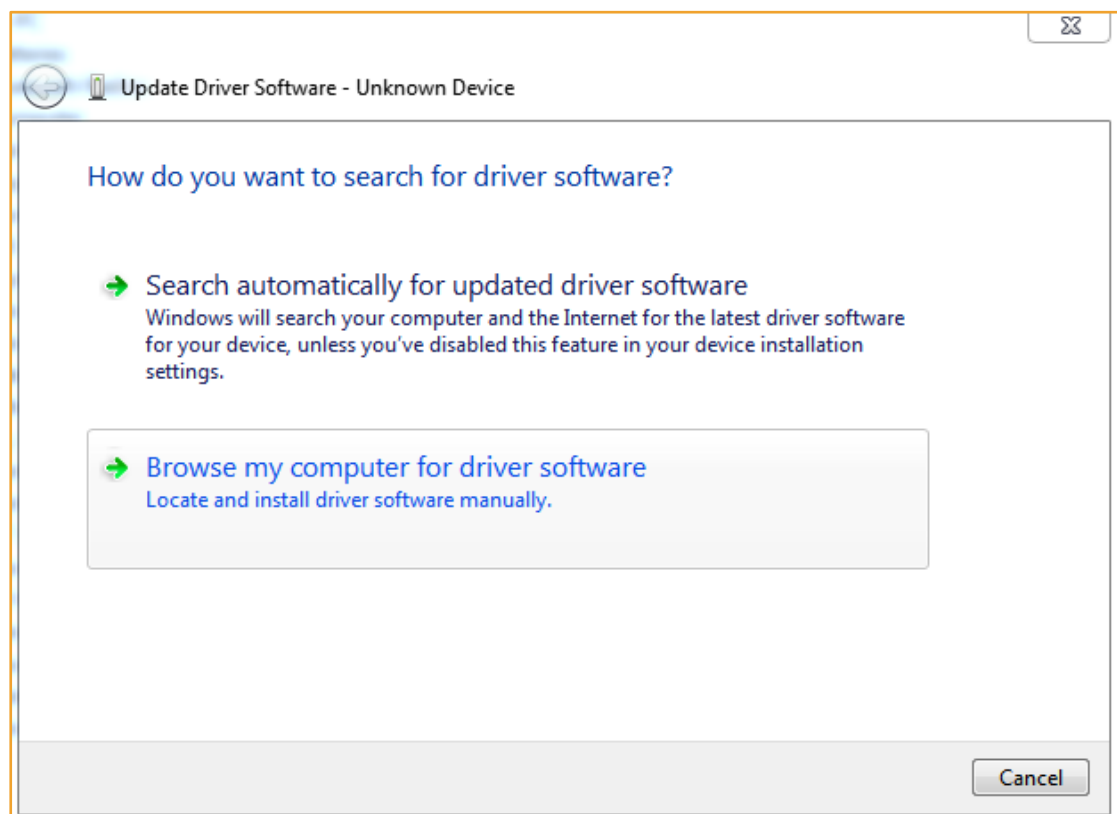 Update Driver Software - Unknown Device
How do you want to search for driver software?
Search automatically for updated driver software
Windows will search your computer and the Internet for the latest driver software
for your device, unless you've disabled this feature in your device installation
settings.
Browse my computer for driver software
Locate and install driver software manually.
Cancel